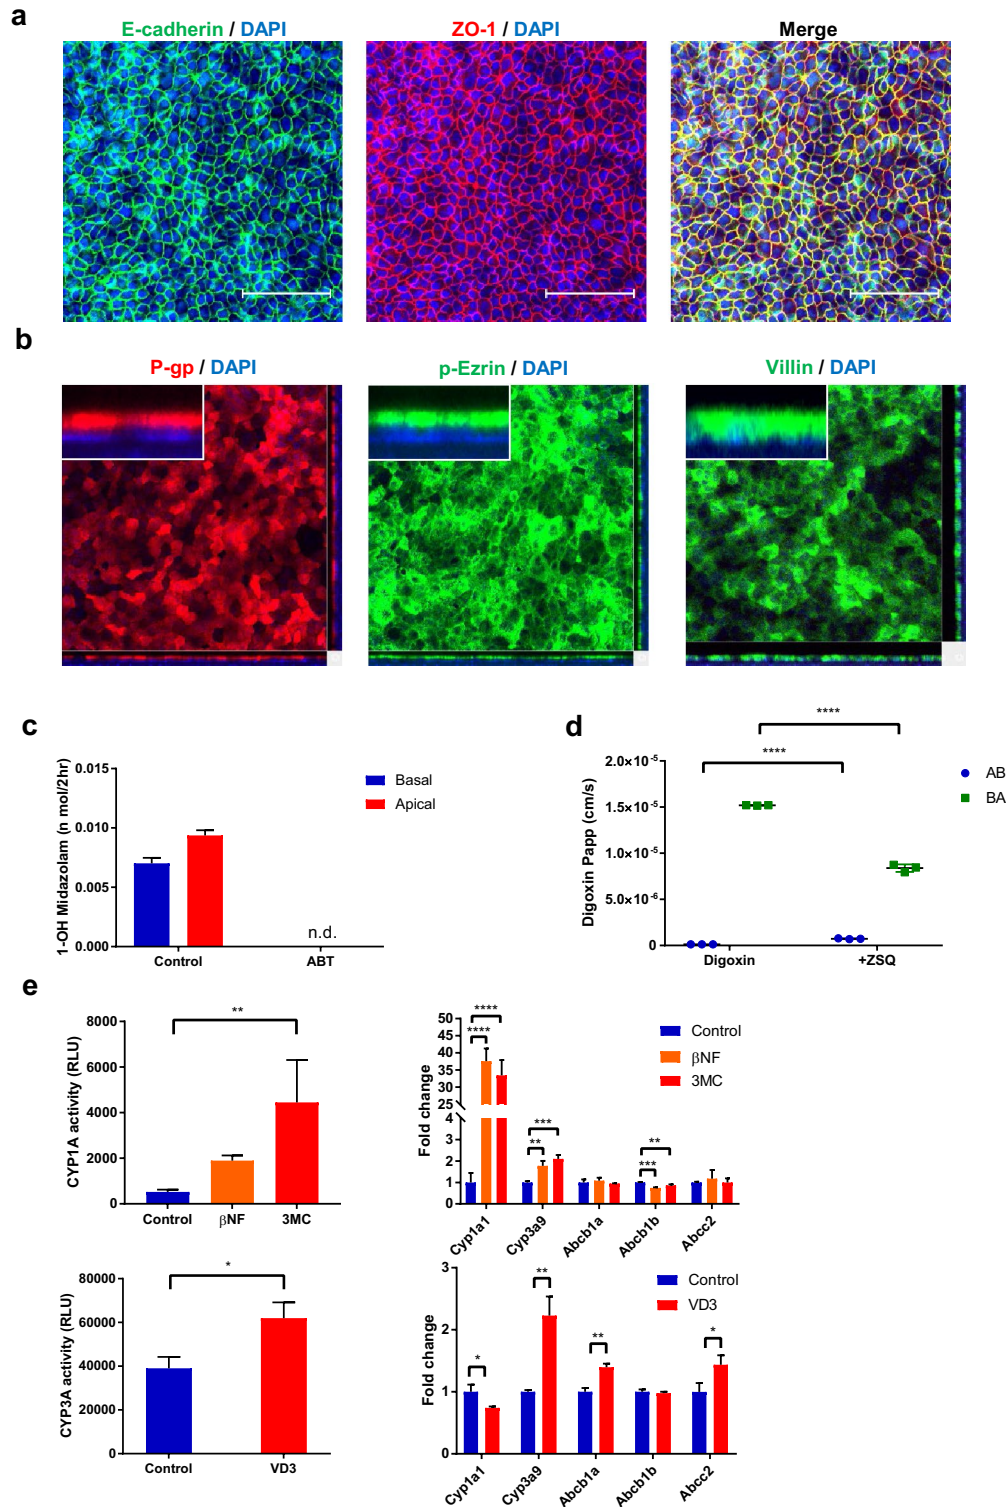 a
E-cadherin / DAPI
ZO-1 / DAPI
Merge
b
P-gp / DAPI
p-Ezrin / DAPI
Villin / DAPI
c
1-OH Midazolam (n mol/2hr)
0.015
0.010
0.005
0.000
Basal
Apical
n.d.
Control
ABT
d
Digoxin Papp (cm/s)
2.0×10-5
1.5×10-5
1.0×10-5
5.0×10-6
0
****
****
AB
BA
Digoxin
+ZSQ
e
CYP1A activity (RLU)
8000
6000
4000
2000
0
**
Control
βNF
3MC
Fold change
50
45
40
35
30
25
4
3
2
1
0
****
****
**
***
***
**
Control
βNF
3MC
Cyp1a1
Cyp3a9
Abcb1a
Abcb1b
Abcc2
CYP3A activity (RLU)
80000
60000
40000
20000
0
*
Control
VD3
Fold change
3
2
1
0
*
**
**
*
Control
VD3
Cyp1a1
Cyp3a9
Abcb1a
Abcb1b
Abcc2